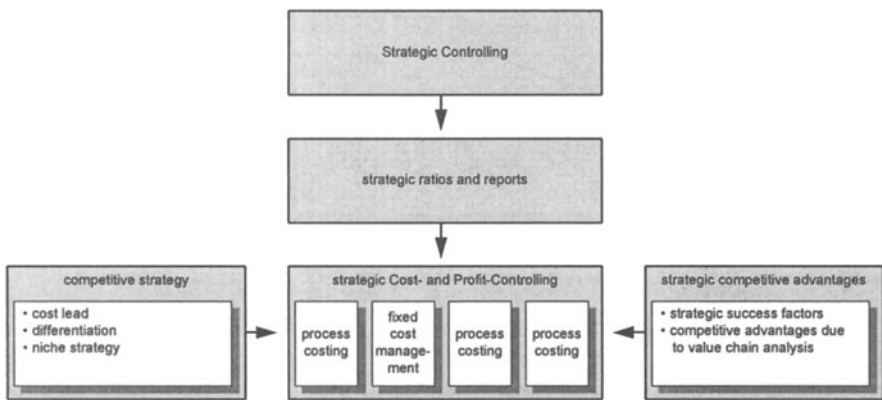 Strategic Controlling
strategic ratios and reports
competitive strategy
• cost lead
• differentiation
• niche strategy
strategic Cost- and Profit-Controlling
process
costing
fixed
cost
manage-
ment
process
costing
process
costing
strategic competitive advantages
• strategic success factors
• competitive advantages due
to value chain analysis